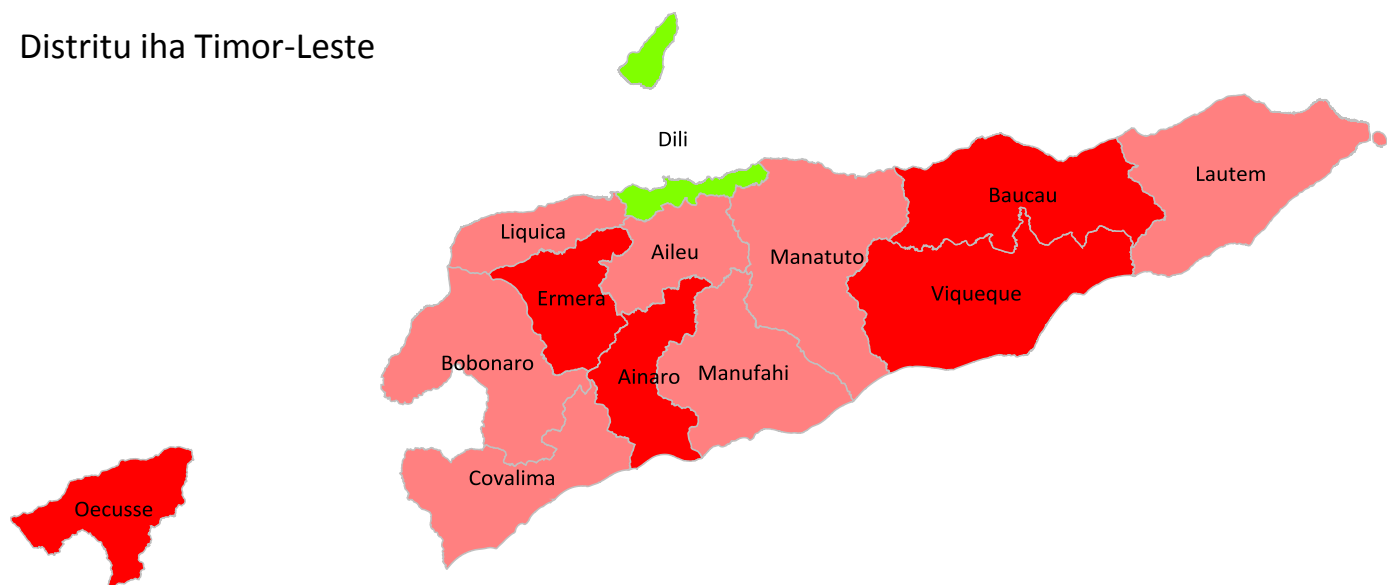 Distritu iha Timor-Leste
Dili
Lautem
Baucau
Liquica
Aileu
Manatuto
Viqueque
Ermera
Bobonaro
Ainaro
Manufahi
Covalima
Oecusse